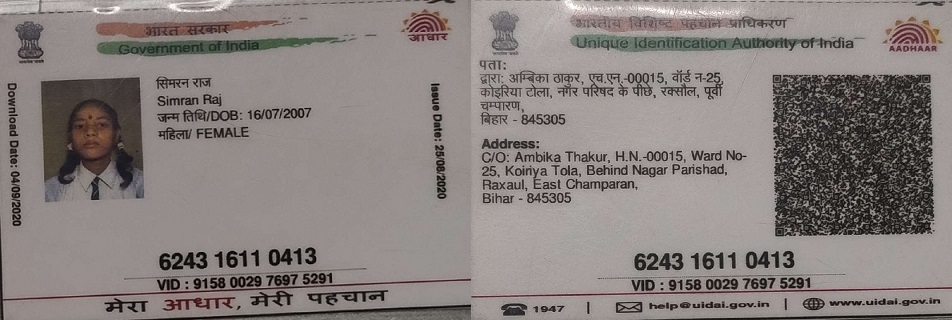 भारत सरकार
Government of India
आधार
Download Date: 04/09/2020
सिमरन राज
Simran Raj
जन्म तिथि/DOB: 16/07/2007
महिला/ FEMALE
Issue Date: 25/08/2020
6243 1611 0413
VID : 9158 0029 7697 5291
मेरा आधार, मेरी पहचान
भारतीय विशिष्ट पहचान प्राधिकरण
Unique Identification Authority of India
AADHAAR
पता:
द्वारा: अम्बिका ठाकुर, एच.एन.-00015, वॉर्ड न-25,
कोइरिया टोला, नगर परिषद के पीछे, रक्सौल, पूर्वी
चम्पारण,
बिहार - 845305
Address:
C/O: Ambika Thakur, H.N.-00015, Ward No-
25, Koiriya Tola, Behind Nagar Parishad,
Raxaul, East Champaran,
Bihar - 845305
6243 1611 0413
VID : 9158 0029 7697 5291
1947 | help@uidai.gov.in | www.uidai.gov.in